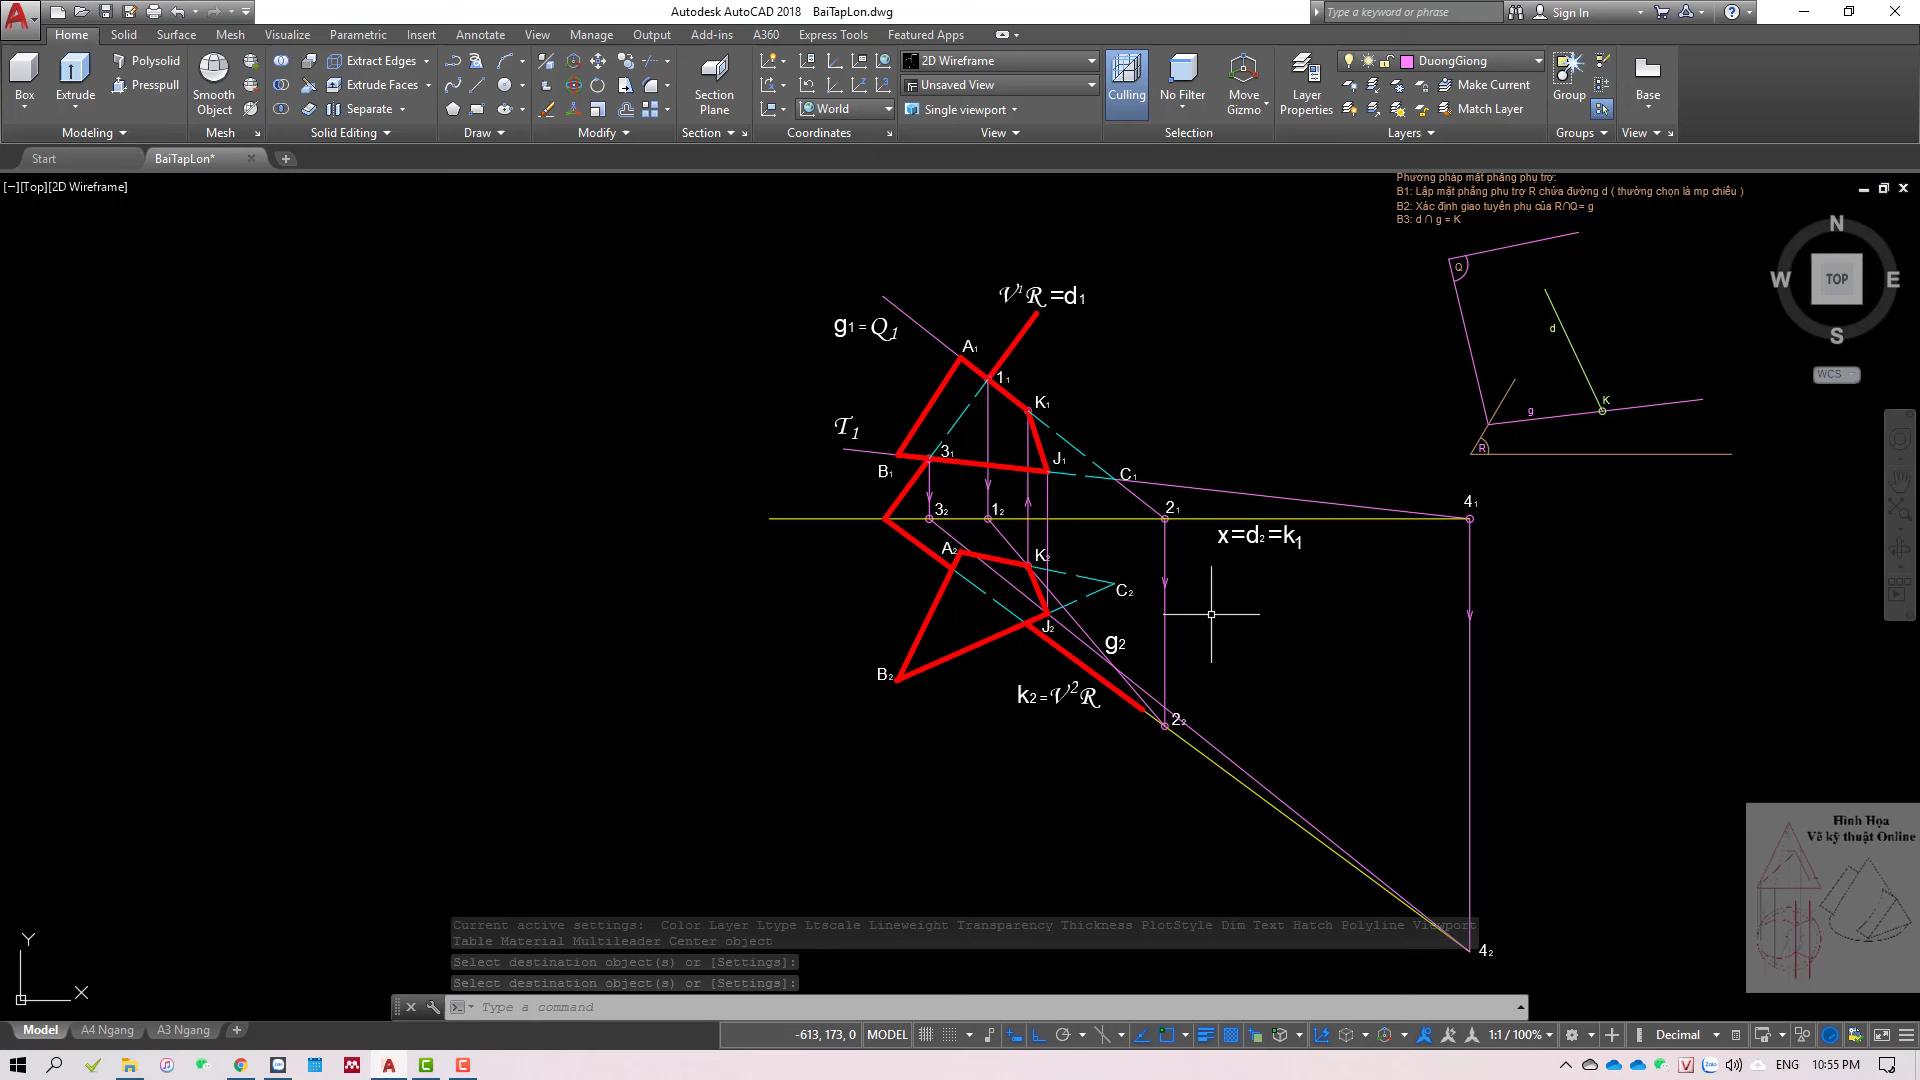 Autodesk AutoCAD 2018 BaiTapLon.dwg
Type a keyword or phrase
Sign In
Home Solid Surface Mesh Visualize Parametric Insert Annotate View Manage Output Add-ins A360 Express Tools Featured Apps
Box
Extrude
Polysolid
Presspull
Smooth Object
Extract Edges
Extrude Faces
Separate
Section Plane
World
2D Wireframe
Unsaved View
Single viewport
Culling
No Filter
Move Gizmo
Layer Properties
DuongGiong
Make Current
Match Layer
Group
Base
Modeling Mesh Solid Editing Draw Modify Section Coordinates View Selection Layers Groups View
Start BaiTapLon*
[−][Top][2D Wireframe]
Phương pháp mặt phẳng phụ trợ:
B1: Lập mặt phẳng phụ trợ R chứa đường d ( thường chọn là mp chiếu )
B2: Xác định giao tuyến phụ của R∩Q= g
B3: d ∩ g = K
N
W TOP E
S
WCS
Q
d
K
g
R
V¹R =d₁
g₁ = Q₁
A₁
1₁
K₁
T₁
3₁
J₁
B₁
C₁
4₁
3₂
1₂
2₁
x=d₂=k₁
A₂
K₂
C₂
J₂
g₂
B₂
k₂ = V²R
2₂
4₂
Hình Họa
Vẽ kỹ thuật Online
Current active settings: Color Layer Ltype Ltscale Lineweight Transparency Thickness PlotStyle Dim Text Hatch Polyline Viewport
Table Material Multileader Center object
Select destination object(s) or [Settings]:
Select destination object(s) or [Settings]:
Type a command
Y
X
Model A4 Ngang A3 Ngang
-613, 173, 0 MODEL 1:1 / 100% Decimal
ENG 10:55 PM